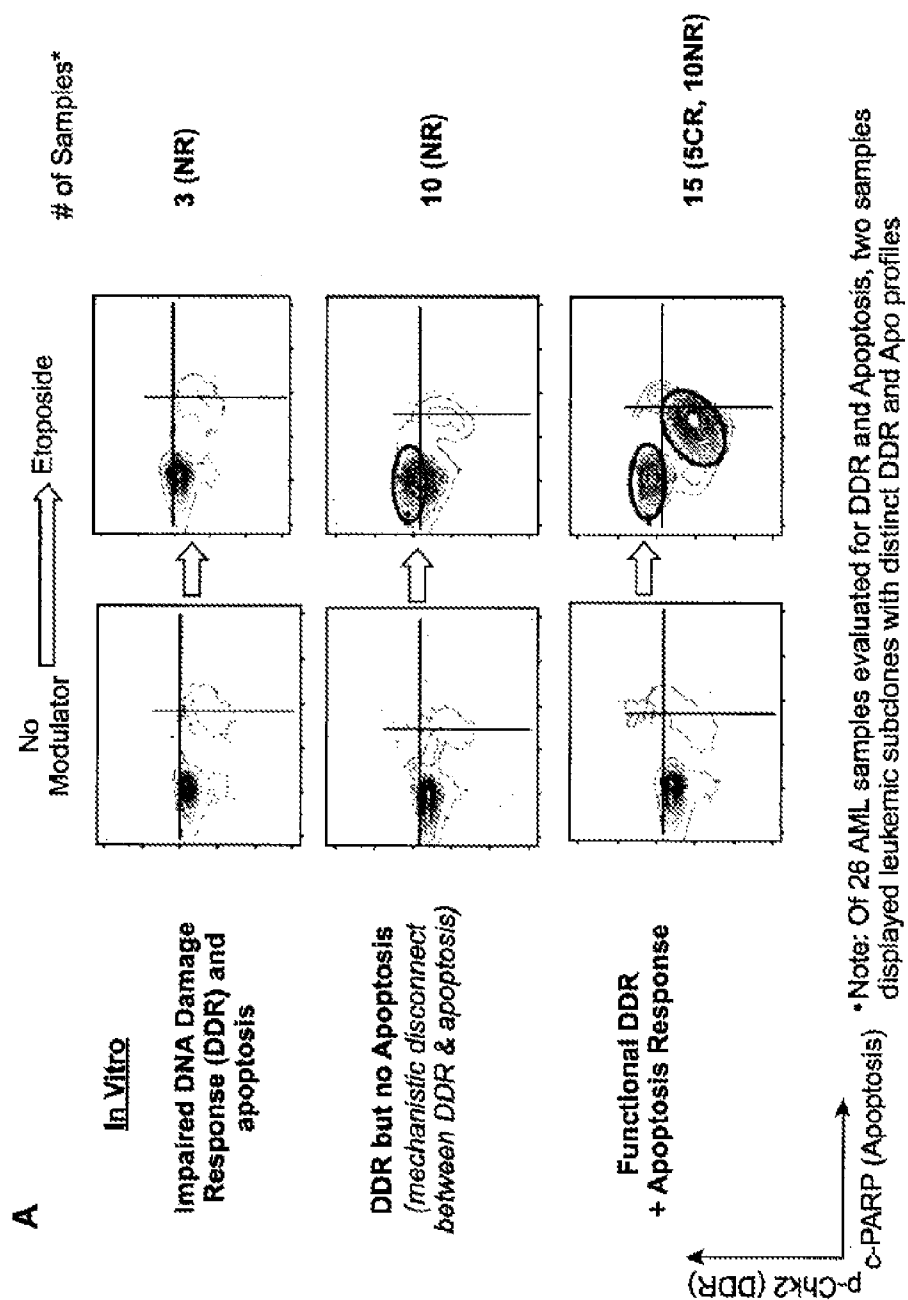 A
In Vitro
No
Modulator
Etoposide
# of Samples*
Impaired DNA Damage
Response (DDR) and
apoptosis
3 (NR)
DDR but no Apoptosis
(mechanistic disconnect
between DDR & apoptosis)
10 (NR)
Functional DDR
+ Apoptosis Response
15 (5CR, 10NR)
p-Chk2 (DDR)
c-PARP (Apoptosis)
*Note: Of 26 AML samples evaluated for DDR and Apoptosis, two samples
displayed leukemic subclones with distinct DDR and Apo profiles